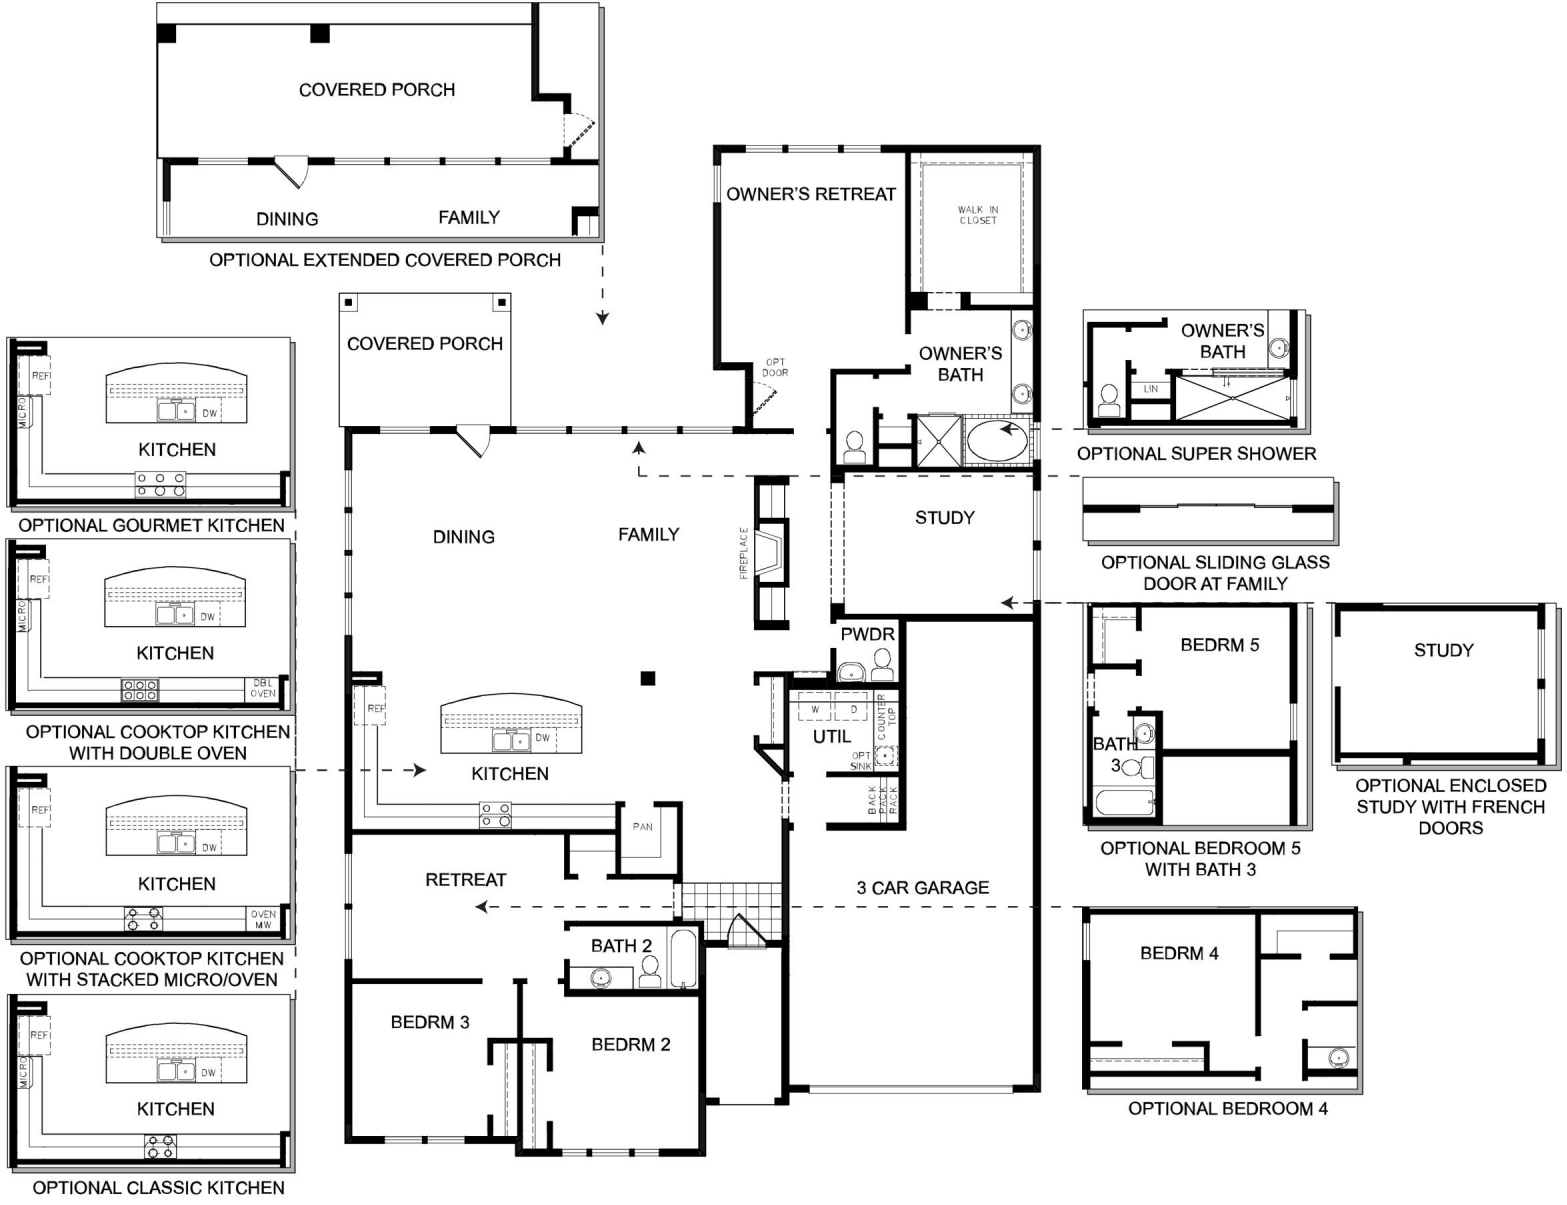 COVERED PORCH
DINING
FAMILY
OPTIONAL EXTENDED COVERED PORCH
OWNER'S RETREAT
WALK IN
CLOSET
COVERED PORCH
OPT
DOOR
OWNER'S
BATH
OWNER'S
BATH
LIN
OPTIONAL SUPER SHOWER
REF
MICRO
DW
KITCHEN
OPTIONAL GOURMET KITCHEN
DINING
FAMILY
FIREPLACE
STUDY
OPTIONAL SLIDING GLASS
DOOR AT FAMILY
REF
MICRO
DW
KITCHEN
DBL
OVEN
OPTIONAL COOKTOP KITCHEN
WITH DOUBLE OVEN
PWDR
W
D
COUNTER
TOP
UTIL
OPT
SINK
BACK
PACK
RACK
REF
DW
KITCHEN
PAN
BEDRM 5
BATH
3
OPTIONAL BEDROOM 5
WITH BATH 3
STUDY
OPTIONAL ENCLOSED
STUDY WITH FRENCH
DOORS
REF
DW
KITCHEN
OVEN
MW
OPTIONAL COOKTOP KITCHEN
WITH STACKED MICRO/OVEN
RETREAT
3 CAR GARAGE
BATH 2
BEDRM 3
BEDRM 2
BEDRM 4
OPTIONAL BEDROOM 4
REF
MICRO
DW
KITCHEN
OPTIONAL CLASSIC KITCHEN